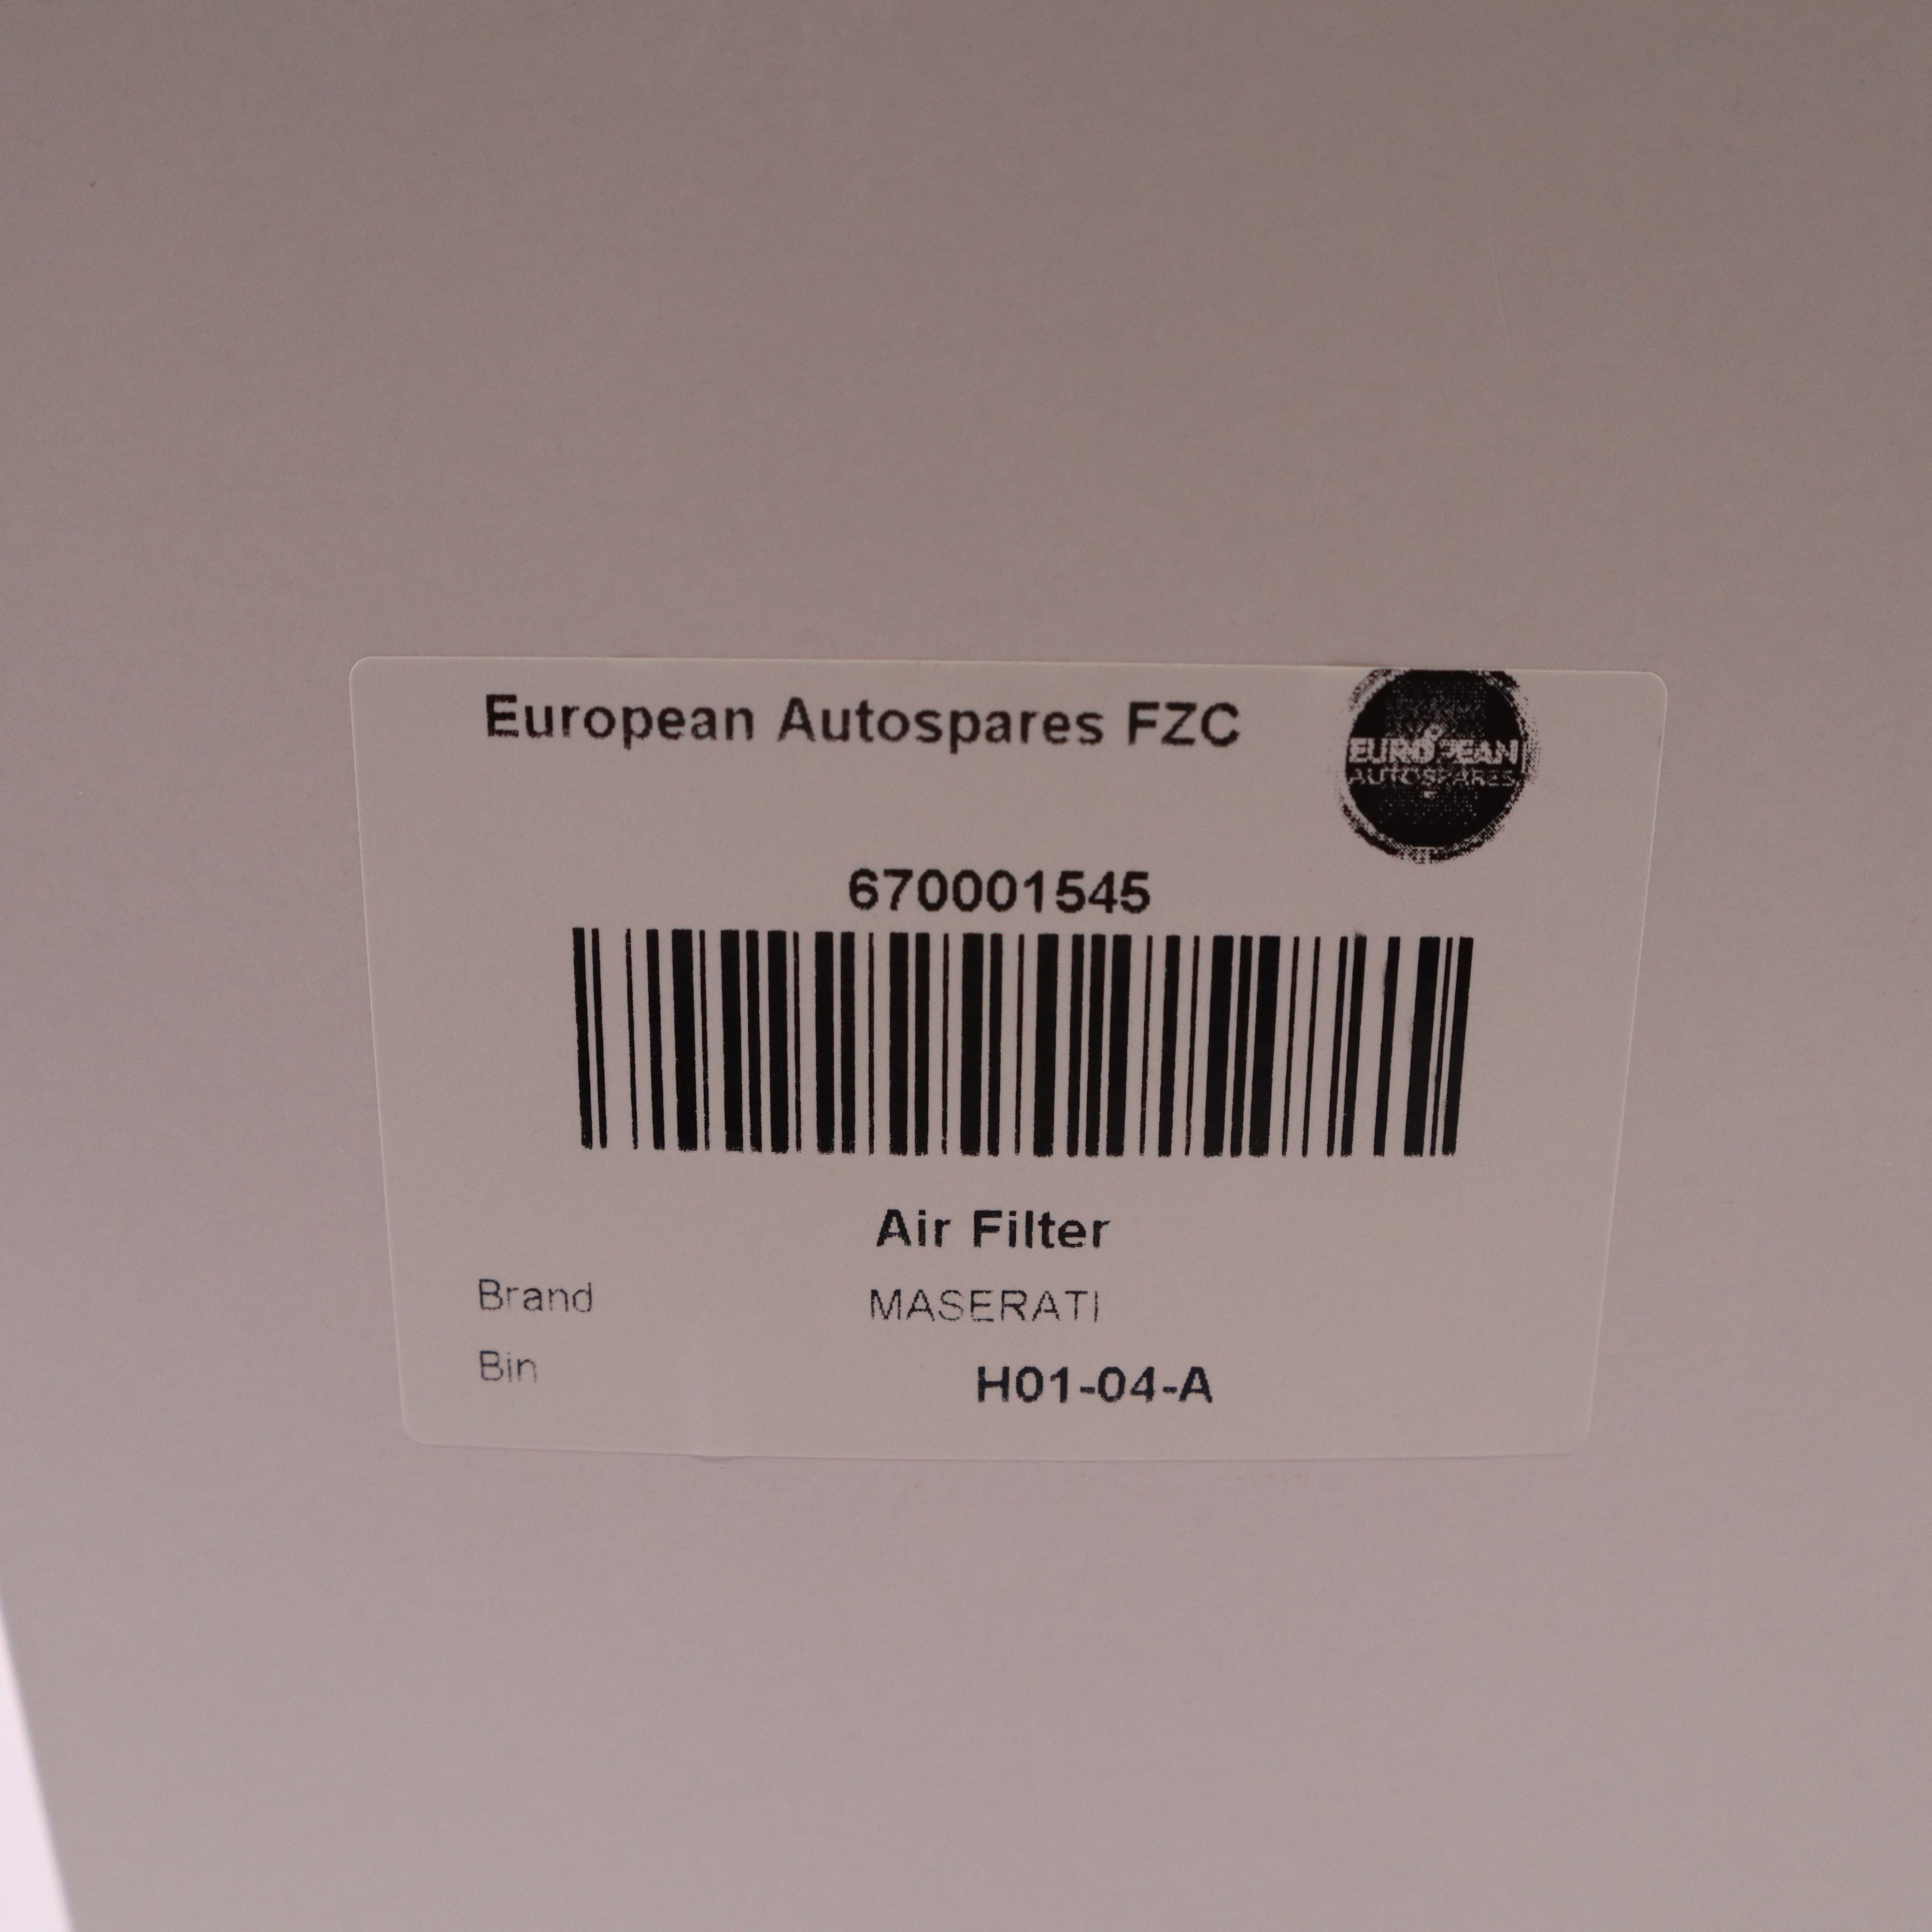 European Autospares FZC
EUROPEAN
AUTOSPARES
670001545
Air Filter
Brand MASERATI
Bin H01-04-A